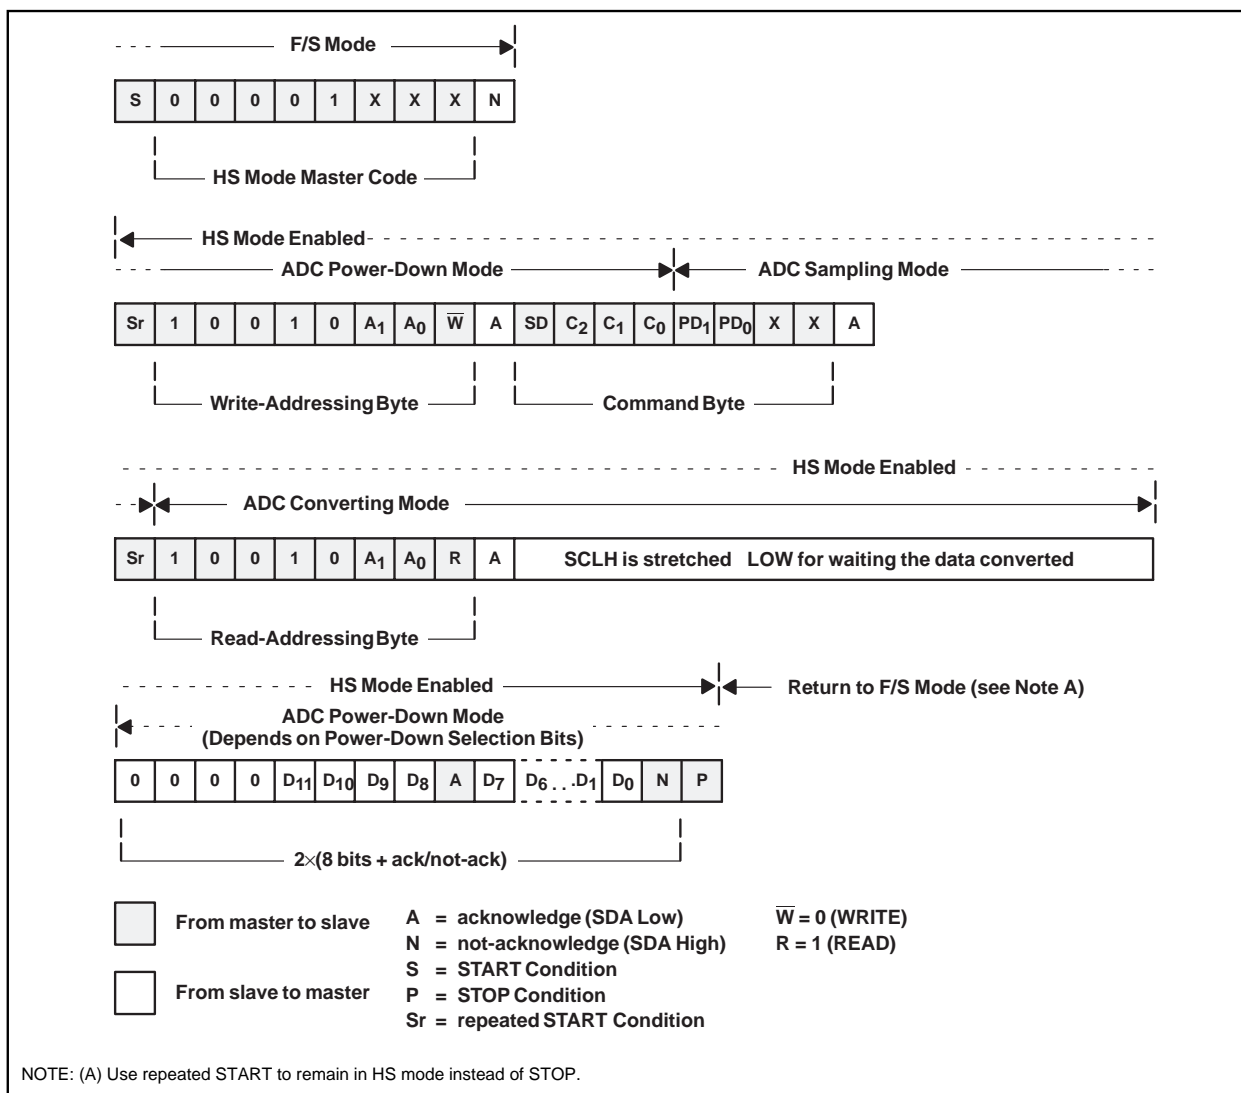 F/S Mode
S 0 0 0 0 1 X X X N
HS Mode Master Code
HS Mode Enabled
ADC Power-Down Mode ADC Sampling Mode
Sr 1 0 0 1 0 A1 A0 W̅ A SD C2 C1 C0 PD1 PD0 X X A
Write-Addressing Byte Command Byte
HS Mode Enabled
ADC Converting Mode
Sr 1 0 0 1 0 A1 A0 R A SCLH is stretched LOW for waiting the data converted
Read-Addressing Byte
HS Mode Enabled Return to F/S Mode (see Note A)
ADC Power-Down Mode
(Depends on Power-Down Selection Bits)
0 0 0 0 D11 D10 D9 D8 A D7 D6 . . .D1 D0 N P
2×(8 bits + ack/not-ack)
From master to slave A = acknowledge (SDA Low) W̅ = 0 (WRITE)
N = not-acknowledge (SDA High) R = 1 (READ)
S = START Condition
From slave to master P = STOP Condition
Sr = repeated START Condition
NOTE: (A) Use repeated START to remain in HS mode instead of STOP.